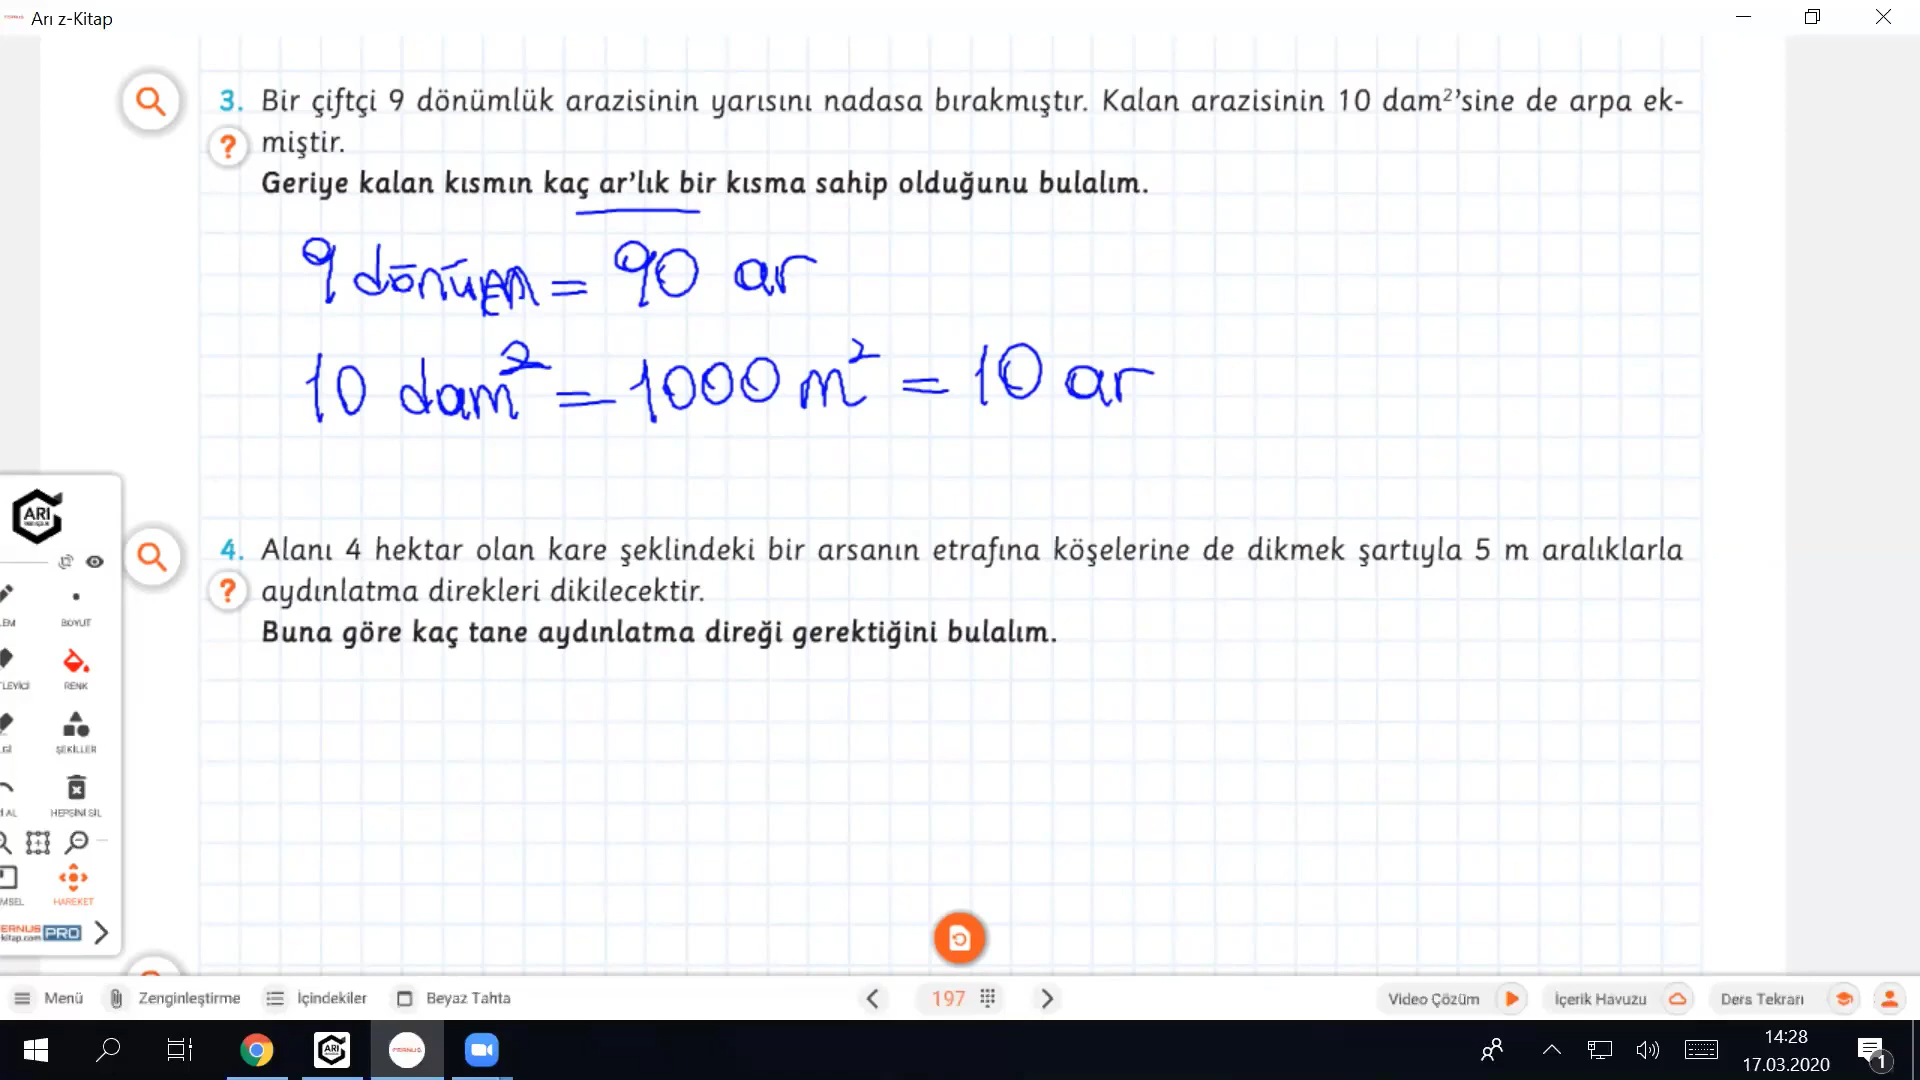 Arı z-Kitap
3. Bir çiftçi 9 dönümlük arazisinin yarısını nadasa bırakmıştır. Kalan arazisinin 10 dam²’sine de arpa ek-
miştir.
Geriye kalan kısmın kaç ar’lık bir kısma sahip olduğunu bulalım.
9 dönüm = 90 ar
10 dam² = 1000 m² = 10 ar
4. Alanı 4 hektar olan kare şeklindeki bir arsanın etrafına köşelerine de dikmek şartıyla 5 m aralıklarla
aydınlatma direkleri dikilecektir.
Buna göre kaç tane aydınlatma direği gerektiğini bulalım.
ARI
BOYUT
RENK
ŞEKİLLER
HEPSİNİ SİL
HAREKET
PRO
Menü Zenginleştirme İçindekiler Beyaz Tahta 197 Video Çözüm İçerik Havuzu Ders Tekrarı
ARI FERNUS 14:28
17.03.2020 1